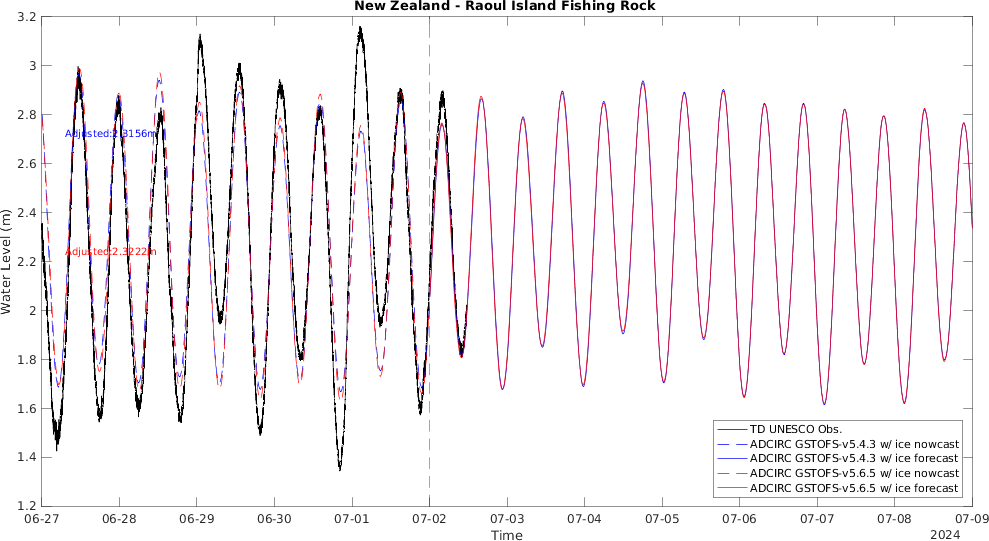 New Zealand - Raoul Island Fishing Rock
3.2
3
2.8
2.6
2.4
2.2
2
1.8
1.6
1.4
1.2
Water Level (m)
Adjusted:2.3156m
Adjusted:2.3222m
TD UNESCO Obs.
ADCIRC GSTOFS-v5.4.3 w/ ice nowcast
ADCIRC GSTOFS-v5.4.3 w/ ice forecast
ADCIRC GSTOFS-v5.6.5 w/ ice nowcast
ADCIRC GSTOFS-v5.6.5 w/ ice forecast
06-27 06-28 06-29 06-30 07-01 07-02 07-03 07-04 07-05 07-06 07-07 07-08 07-09
Time
2024